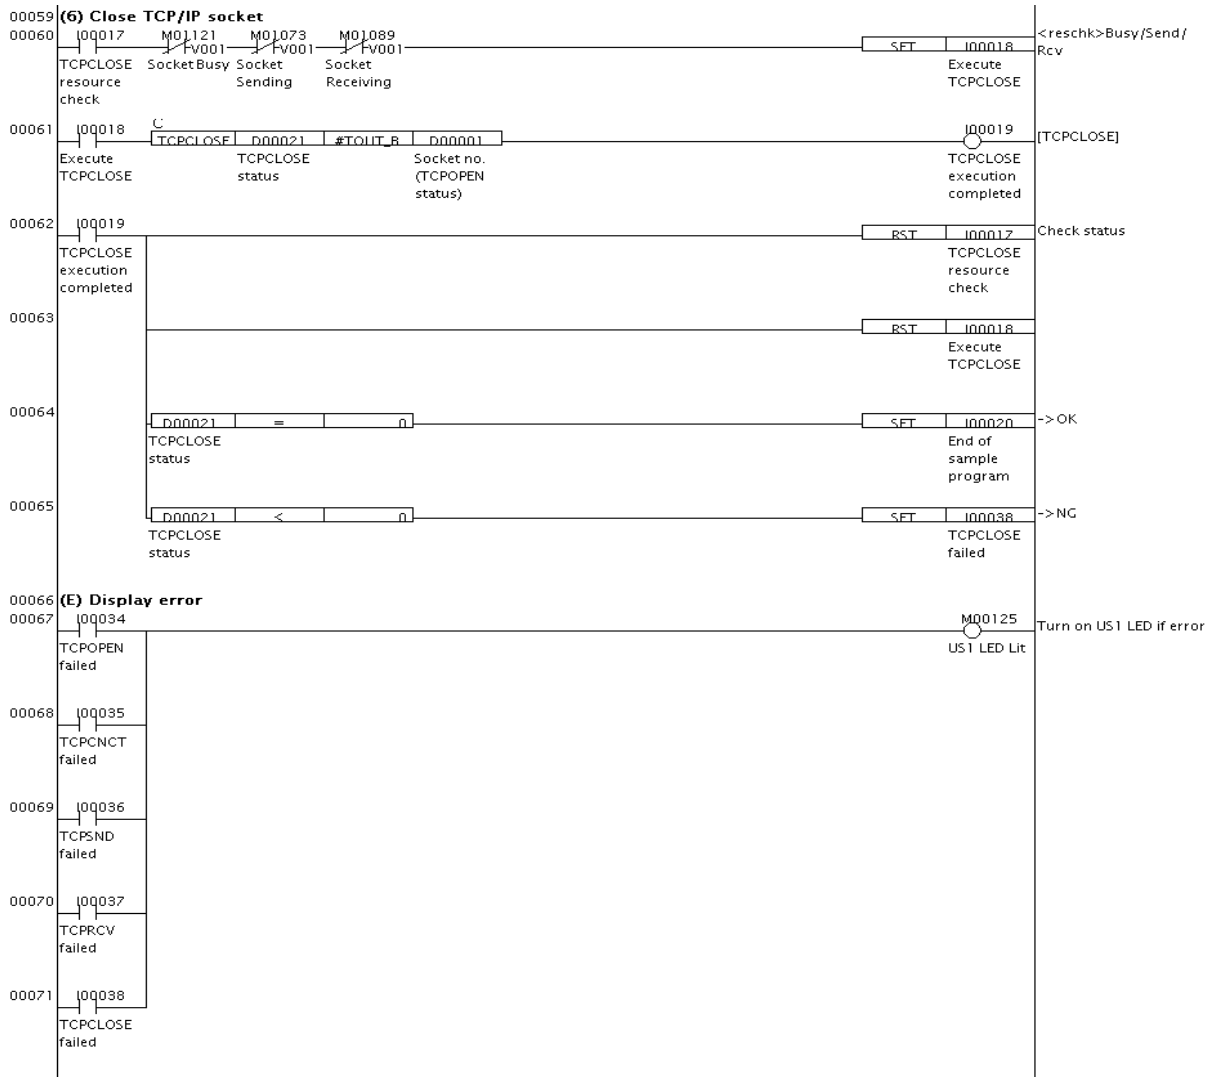 00059 (6) Close TCP/IP socket
00060 I00017 M01121 M01073 M01089 <reschk>Busy/Send/
V001 V001 V001 SET I00018 Rcv
TCPCLOSE Socket Busy Socket Socket Execute
resource Sending Receiving TCPCLOSE
check
00061 I00018 C I00019 [TCPCLOSE]
TCPCLOSE D00021 #TOUT_B D00001
Execute TCPCLOSE Socket no. TCPCLOSE
TCPCLOSE status (TCPOPEN execution
status) completed
00062 I00019 Check status
RST I00017
TCPCLOSE TCPCLOSE
execution resource
completed check
00063
RST I00018
Execute
TCPCLOSE
00064 ->OK
D00021 = 0 SET I00020
TCPCLOSE End of
status sample
program
00065 ->NG
D00021 < 0 SET I00038
TCPCLOSE TCPCLOSE
status failed
00066 (E) Display error
00067 I00034 M00125 Turn on US1 LED if error
TCPOPEN US1 LED Lit
failed
00068 I00035
TCPCNCT
failed
00069 I00036
TCPSND
failed
00070 I00037
TCPRCV
failed
00071 I00038
TCPCLOSE
failed